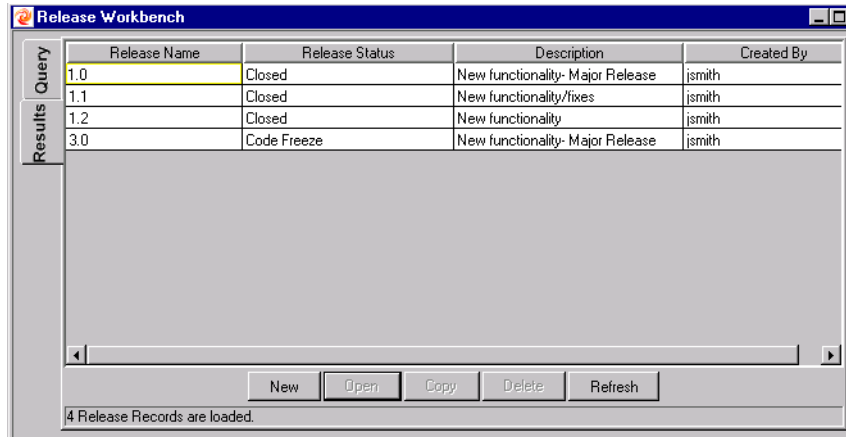 Release Workbench
Query
Results
Release Name Release Status Description Created By
1.0 Closed New functionality- Major Release jsmith
1.1 Closed New functionality/fixes jsmith
1.2 Closed New functionality jsmith
3.0 Code Freeze New functionality- Major Release jsmith
New Open Copy Delete Refresh
4 Release Records are loaded.